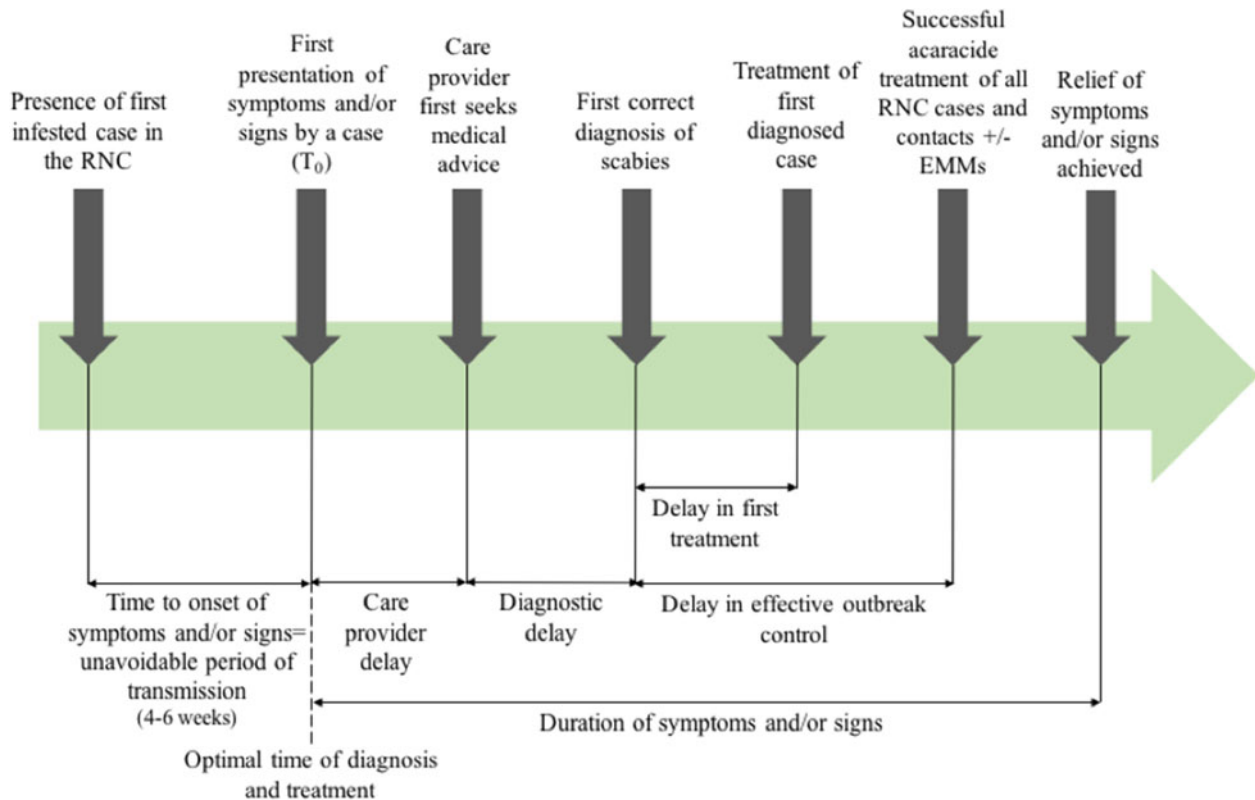 Presence of first
infested case in
the RNC
First
presentation of
symptoms and/or
signs by a case
(T₀)
Care
provider
first seeks
medical
advice
First correct
diagnosis of
scabies
Treatment of
first
diagnosed
case
Successful
acaracide
treatment of all
RNC cases and
contacts +/-
EMMs
Relief of
symptoms
and/or signs
achieved
Delay in first
treatment
Time to onset of
symptoms and/or signs=
unavoidable period of
transmission
(4-6 weeks)
Care
provider
delay
Diagnostic
delay
Delay in effective outbreak
control
Duration of symptoms and/or signs
Optimal time of diagnosis
and treatment